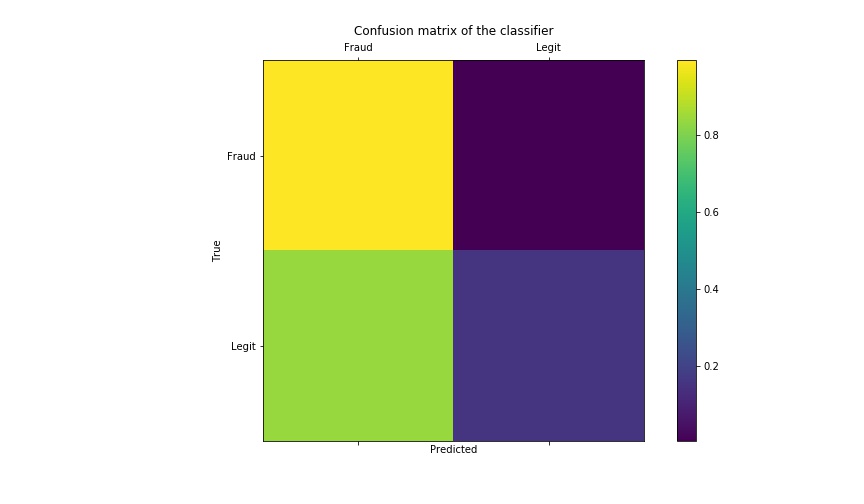 Confusion matrix of the classifier
Fraud Legit
Fraud
Legit
True
Predicted
0.8
0.6
0.4
0.2